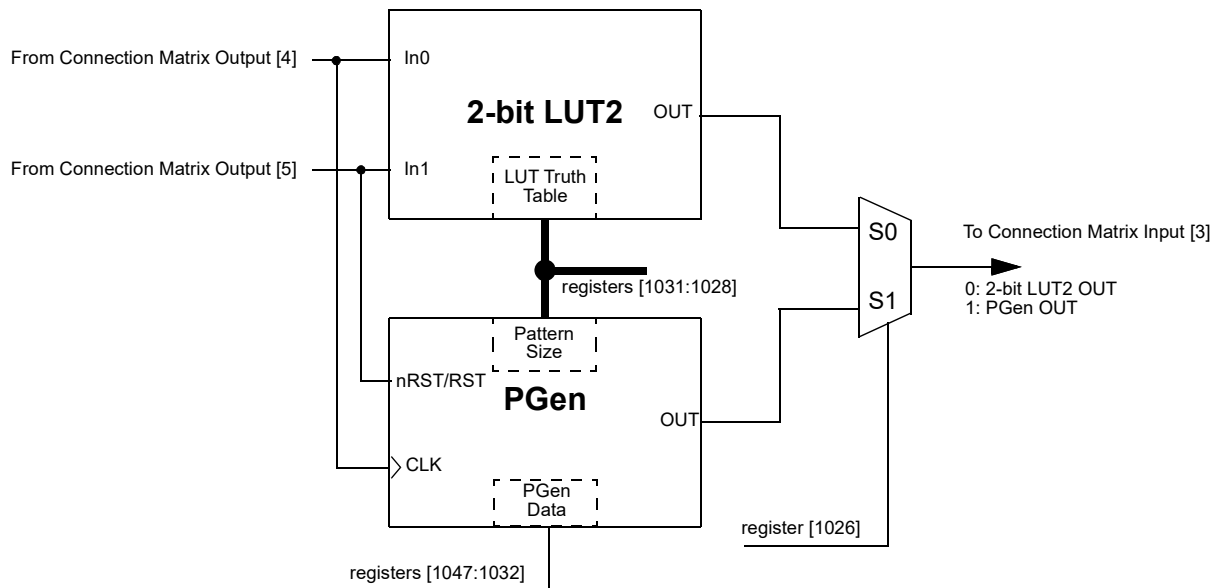 From Connection Matrix Output [4]
In0
2-bit LUT2
OUT
From Connection Matrix Output [5]
In1
LUT Truth
Table
S0
To Connection Matrix Input [3]
registers [1031:1028]
0: 2-bit LUT2 OUT
S1
1: PGen OUT
Pattern
Size
nRST/RST
PGen
OUT
CLK
PGen
Data
register [1026]
registers [1047:1032]